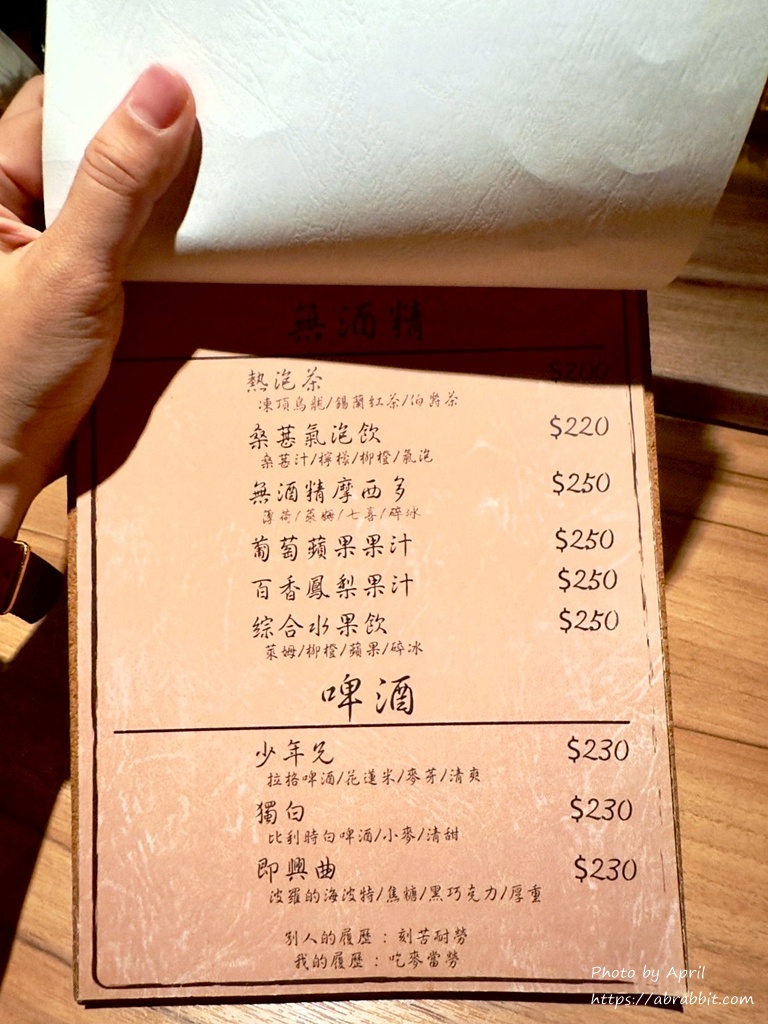 無酒精
熱泡茶 $200
凍頂烏龍/錫蘭紅茶/伯爵茶
桑葚氣泡飲 $220
桑葚汁/檸檬/柳橙/氣泡
無酒精摩西多 $250
薄荷/萊姆/七喜/碎冰
葡萄蘋果果汁 $250
百香鳳梨果汁 $250
綜合水果飲 $250
萊姆/柳橙/蘋果/碎冰
啤酒
少年兄 $230
拉格啤酒/花蓮米/麥芽/清爽
獨白 $230
比利時白啤酒/小麥/清甜
即興曲 $230
波羅的海波特/焦糖/黑巧克力/厚重
別人的履歷：刻苦耐勞
我的履歷：吃麥當勞
Photo by April
https://abrabbit.com